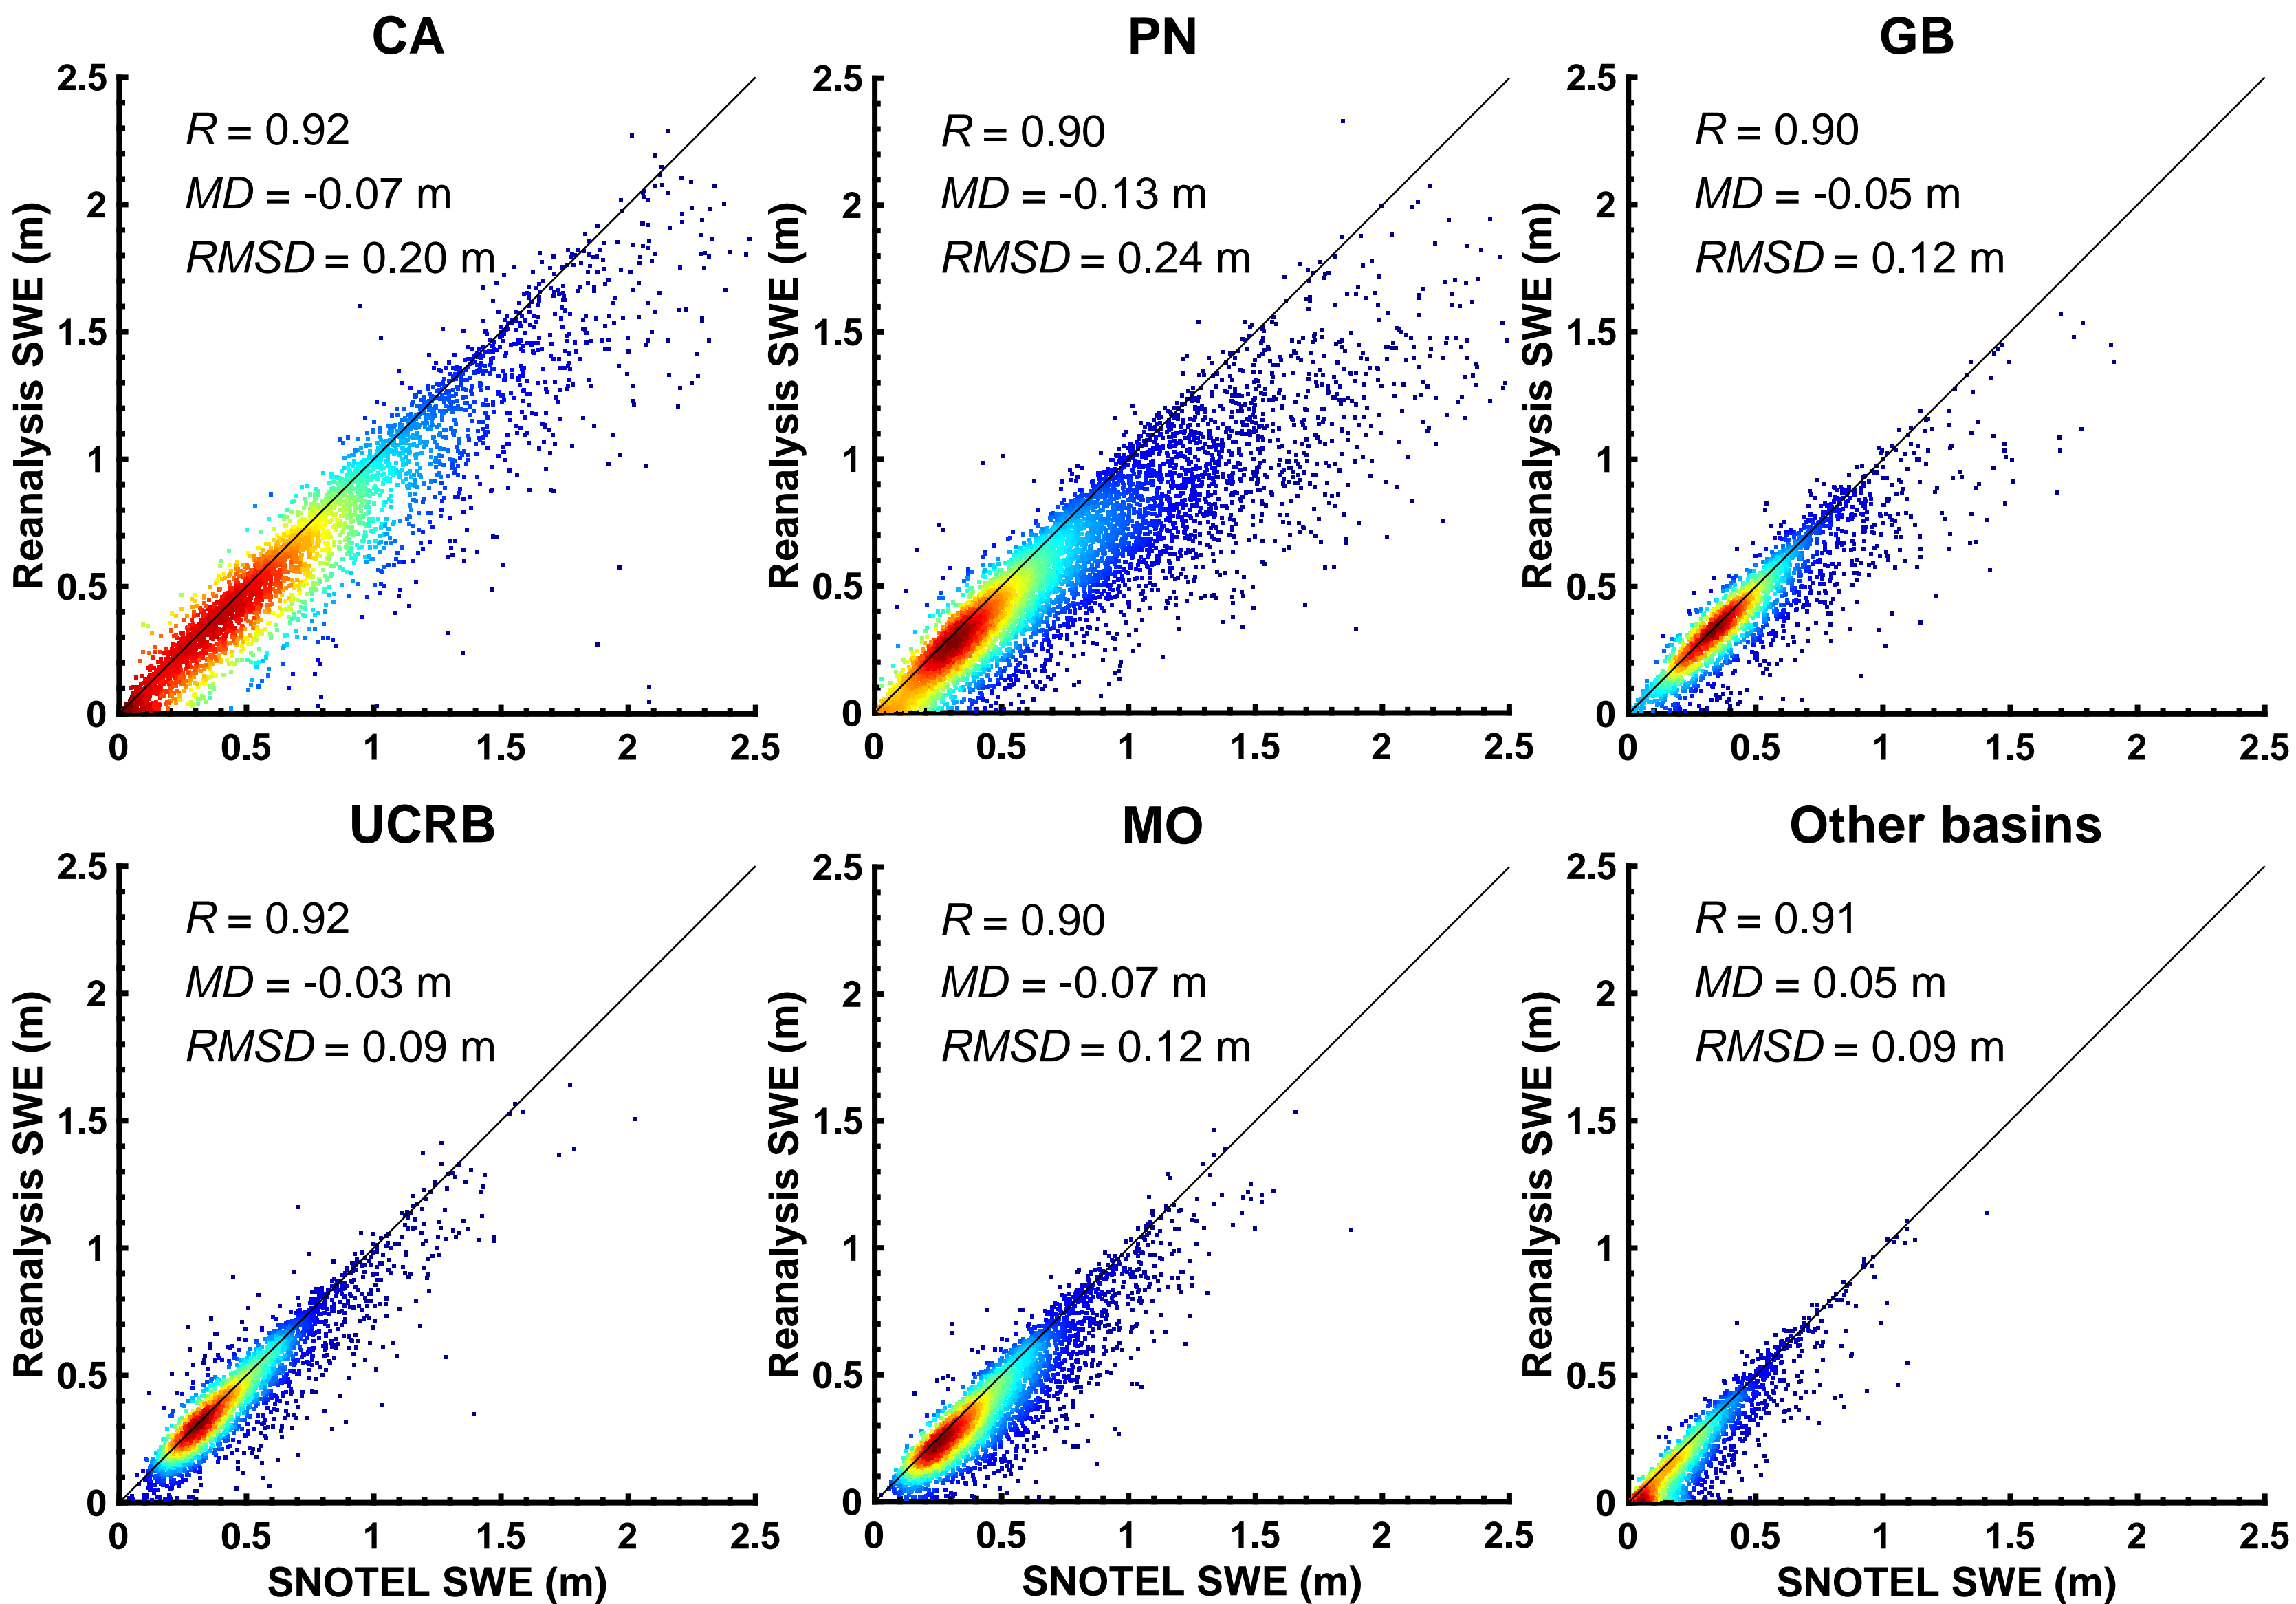 CA
R = 0.92
MD = -0.07 m
RMSD = 0.20 m
Reanalysis SWE (m)
2.5
2
1.5
1
0.5
0
0 0.5 1 1.5 2 2.5
PN
R = 0.90
MD = -0.13 m
RMSD = 0.24 m
Reanalysis SWE (m)
2.5
2
1.5
1
0.5
0
0 0.5 1 1.5 2 2.5
GB
R = 0.90
MD = -0.05 m
RMSD = 0.12 m
Reanalysis SWE (m)
2.5
2
1.5
1
0.5
0
0 0.5 1 1.5 2 2.5
UCRB
R = 0.92
MD = -0.03 m
RMSD = 0.09 m
Reanalysis SWE (m)
2.5
2
1.5
1
0.5
0
0 0.5 1 1.5 2 2.5
SNOTEL SWE (m)
MO
R = 0.90
MD = -0.07 m
RMSD = 0.12 m
Reanalysis SWE (m)
2.5
2
1.5
1
0.5
0
0 0.5 1 1.5 2 2.5
SNOTEL SWE (m)
Other basins
R = 0.91
MD = 0.05 m
RMSD = 0.09 m
Reanalysis SWE (m)
2.5
2
1.5
1
0.5
0
0 0.5 1 1.5 2 2.5
SNOTEL SWE (m)